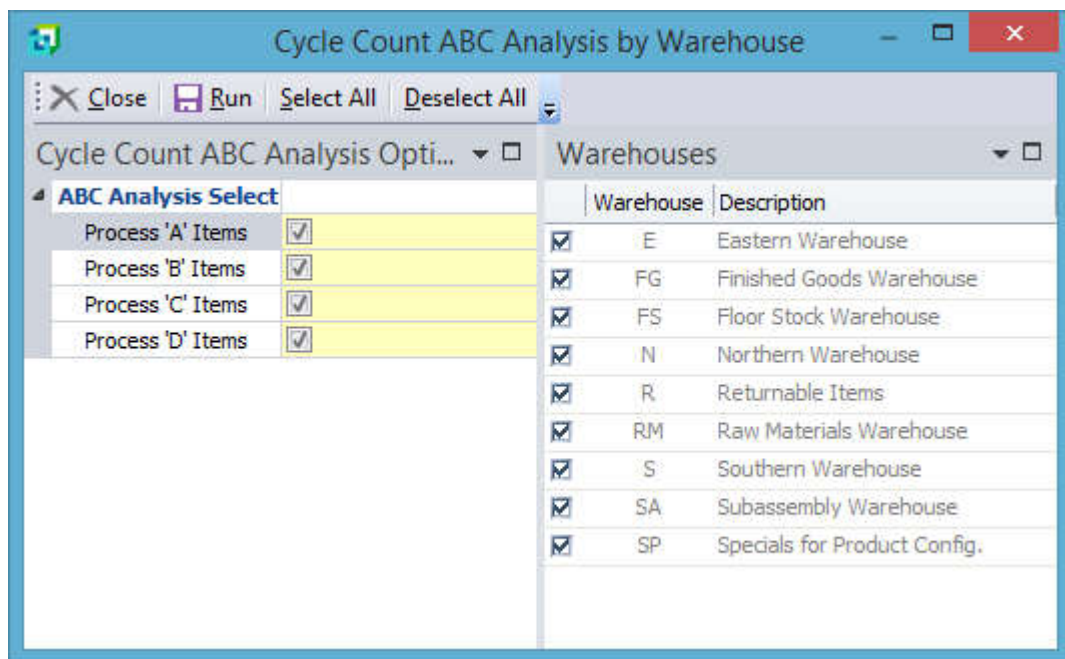 Cycle Count ABC Analysis by Warehouse
Close Run Select All Deselect All
Cycle Count ABC Analysis Opti...
ABC Analysis Select
Process 'A' Items
Process 'B' Items
Process 'C' Items
Process 'D' Items
Warehouses
Warehouse Description
E Eastern Warehouse
FG Finished Goods Warehouse
FS Floor Stock Warehouse
N Northern Warehouse
R Returnable Items
RM Raw Materials Warehouse
S Southern Warehouse
SA Subassembly Warehouse
SP Specials for Product Config.